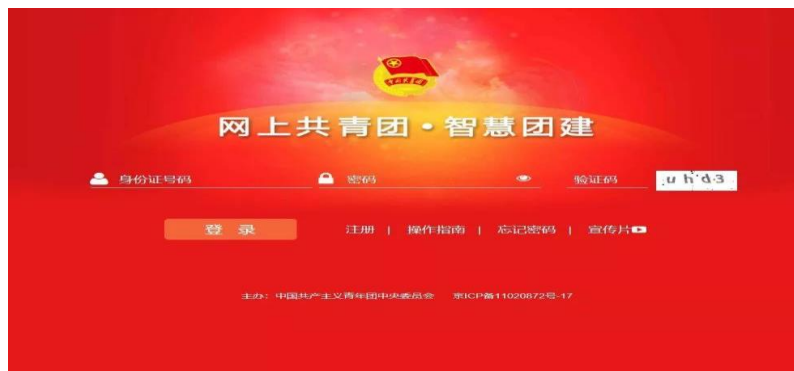 网上共青团·智慧团建
身份证号码 密码 验证码 uhd3
登 录 注册 | 操作指南 | 忘记密码 | 宣传片
主办：中国共产主义青年团中央委员会 京ICP备11020872号-17